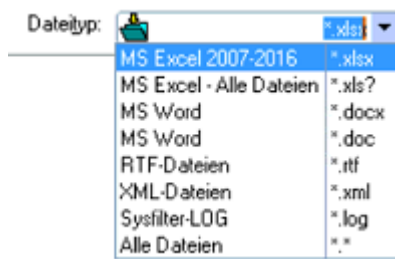 Dateityp: *.xlsx
MS Excel 2007-2016 *.xlsx
MS Excel - Alle Dateien *.xls?
MS Word *.docx
MS Word *.doc
RTF-Dateien *.rtf
XML-Dateien *.xml
Sysfilter-LOG *.log
Alle Dateien *.*